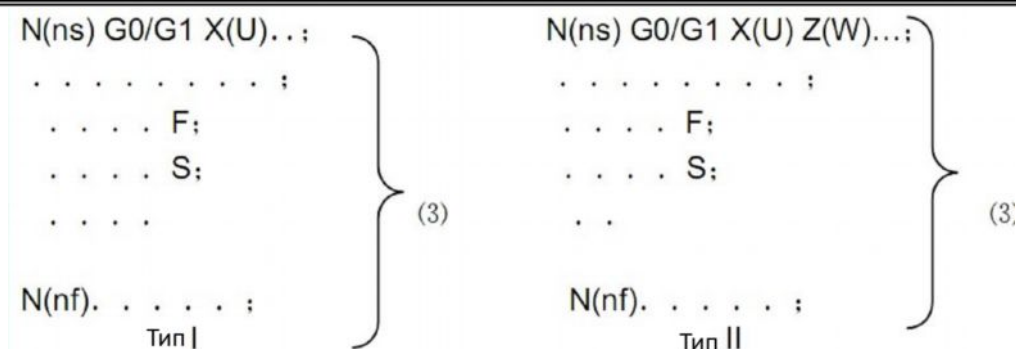 N(ns) G0/G1 X(U)..;
. . . . . . . . . ;
. . . . F;
. . . . S;
. . . .
(3)
N(nf). . . . . ;
Тип I
N(ns) G0/G1 X(U) Z(W)...;
. . . . . . . . . ;
. . . . F;
. . . . S;
. .
(3)
N(nf). . . . . ;
Тип II